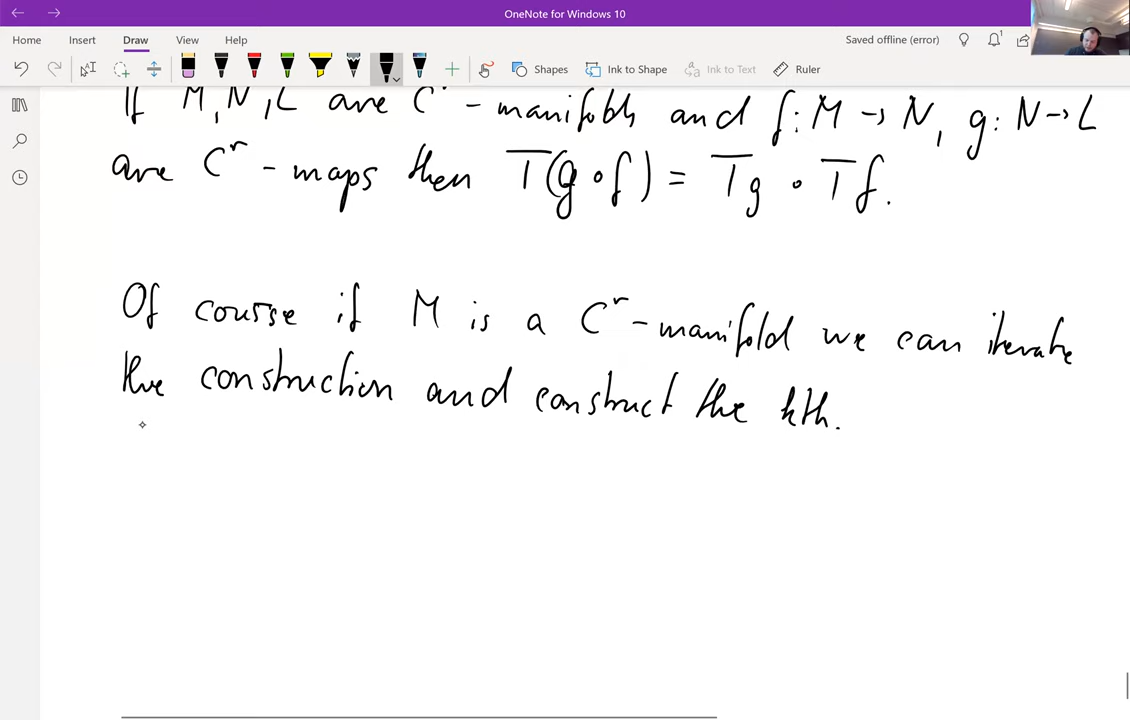 OneNote for Windows 10
Home Insert Draw View Help Saved offline (error)
Shapes Ink to Shape Ink to Text Ruler
If M, N, L are C^r - manifolds and f: M → N, g: N → L
are C^r - maps then T(g ∘ f) = Tg ∘ Tf.
Of course if M is a C^r - manifold we can iterate
the construction and construct the kth.